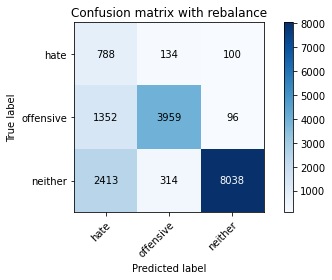 Confusion matrix with rebalance
True label
hate 788 134 100
offensive 1352 3959 96
neither 2413 314 8038
hate offensive neither
Predicted label
8000
7000
6000
5000
4000
3000
2000
1000